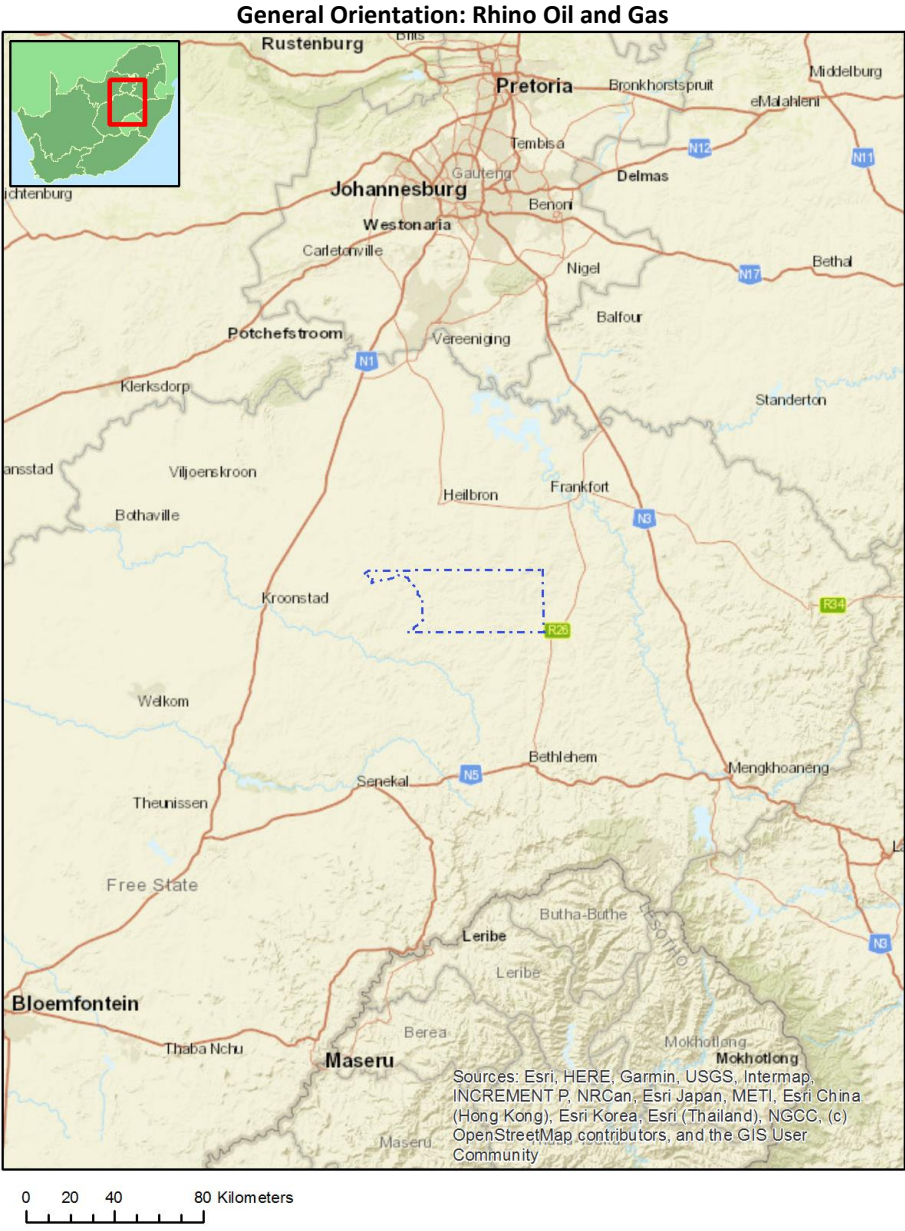 General Orientation: Rhino Oil and Gas
Rustenburg
Brits
Pretoria
Bronkhorstspruit
Middelburg
eMalahleni
Tembisa
N12
N11
Gauteng
Delmas
ichtenburg
Johannesburg
Benoni
Westonaria
Carletonville
Nigel
Bethal
N17
Balfour
Potchefstroom
Vereeniging
N1
Klerksdorp
Standerton
ansstad
Viljoenskroon
Heilbron
Frankfort
Bothaville
N3
Kroonstad
R34
R26
Welkom
Bethlehem
Mengkhoaneng
N5
Senekal
Theunissen
Free State
Butha-Buthe
Lesotho
Leribe
N3
Leribe
Bloemfontein
Berea
Thaba Nchu
Mokhotlong
Maseru
Mokhotlong
Sources: Esri, HERE, Garmin, USGS, Intermap,
INCREMENT P, NRCan, Esri Japan, METI, Esri China
(Hong Kong), Esri Korea, Esri (Thailand), NGCC, (c)
OpenStreetMap contributors, and the GIS User
Community
Maseru
0 20 40 80 Kilometers